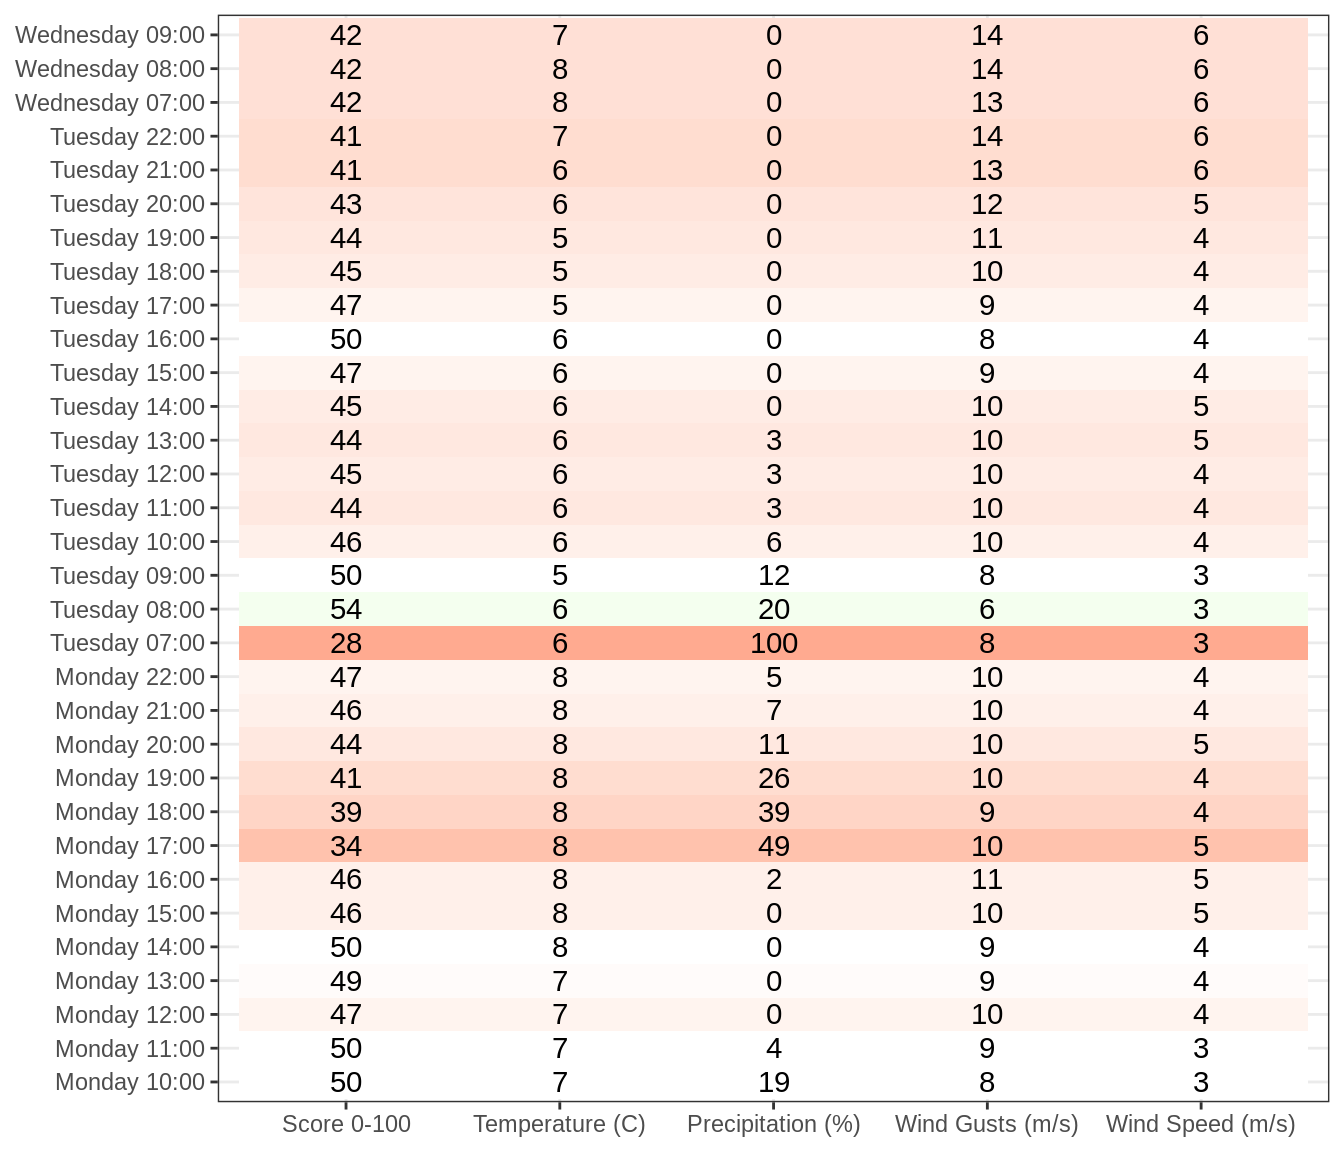 Wednesday 09:00 42 7 0 14 6
Wednesday 08:00 42 8 0 14 6
Wednesday 07:00 42 8 0 13 6
Tuesday 22:00 41 7 0 14 6
Tuesday 21:00 41 6 0 13 6
Tuesday 20:00 43 6 0 12 5
Tuesday 19:00 44 5 0 11 4
Tuesday 18:00 45 5 0 10 4
Tuesday 17:00 47 5 0 9 4
Tuesday 16:00 50 6 0 8 4
Tuesday 15:00 47 6 0 9 4
Tuesday 14:00 45 6 0 10 5
Tuesday 13:00 44 6 3 10 5
Tuesday 12:00 45 6 3 10 4
Tuesday 11:00 44 6 3 10 4
Tuesday 10:00 46 6 6 10 4
Tuesday 09:00 50 5 12 8 3
Tuesday 08:00 54 6 20 6 3
Tuesday 07:00 28 6 100 8 3
Monday 22:00 47 8 5 10 4
Monday 21:00 46 8 7 10 4
Monday 20:00 44 8 11 10 5
Monday 19:00 41 8 26 10 4
Monday 18:00 39 8 39 9 4
Monday 17:00 34 8 49 10 5
Monday 16:00 46 8 2 11 5
Monday 15:00 46 8 0 10 5
Monday 14:00 50 8 0 9 4
Monday 13:00 49 7 0 9 4
Monday 12:00 47 7 0 10 4
Monday 11:00 50 7 4 9 3
Monday 10:00 50 7 19 8 3
Score 0-100 Temperature (C) Precipitation (%) Wind Gusts (m/s) Wind Speed (m/s)